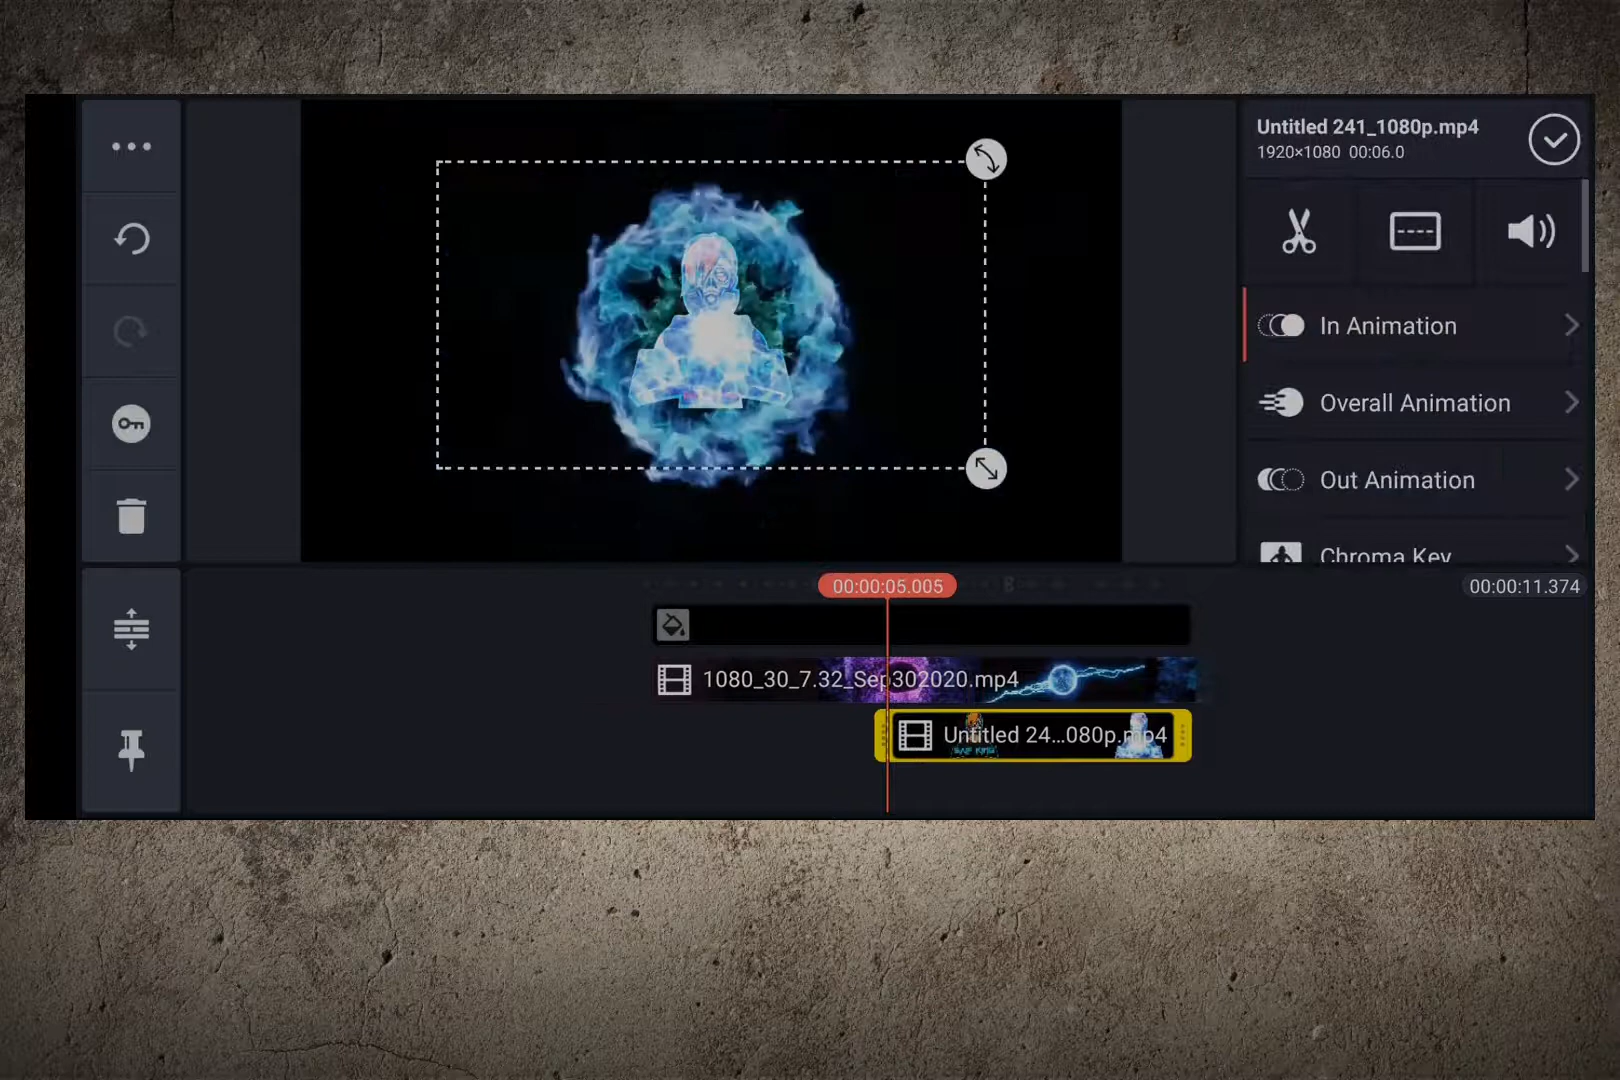 Untitled 241_1080p.mp4
1920×1080 00:06.0
In Animation
Overall Animation
Out Animation
Chroma Key
00:00:05.005
00:00:11.374
1080_30_7.32_Sep302020.mp4
Untitled 24...080p.mp4